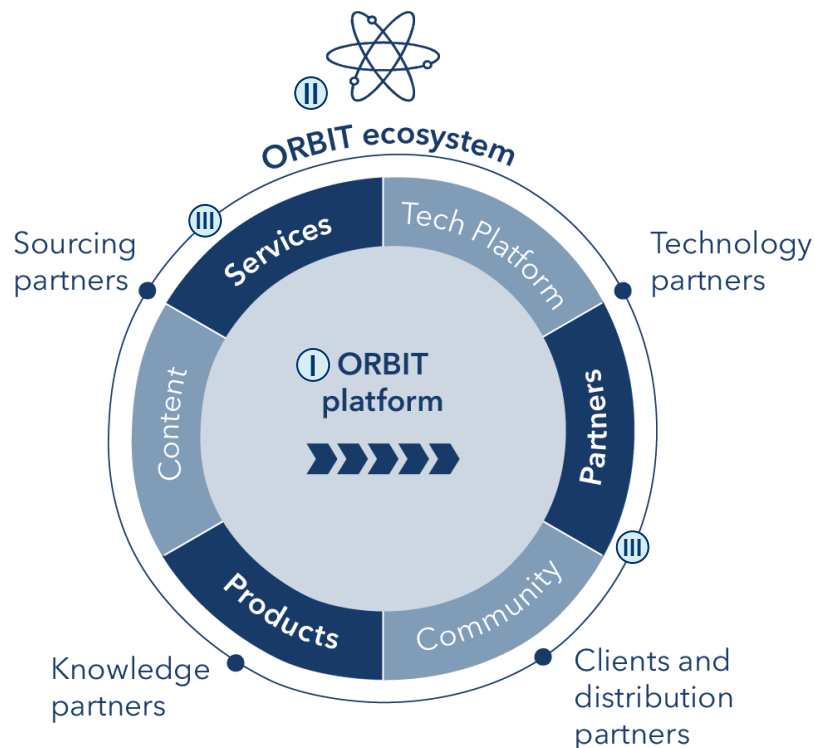 II
ORBIT ecosystem
III
Services
Tech Platform
Sourcing
partners
Technology
partners
I ORBIT
platform
Content
Partners
III
Products
Community
Knowledge
partners
Clients and
distribution
partners